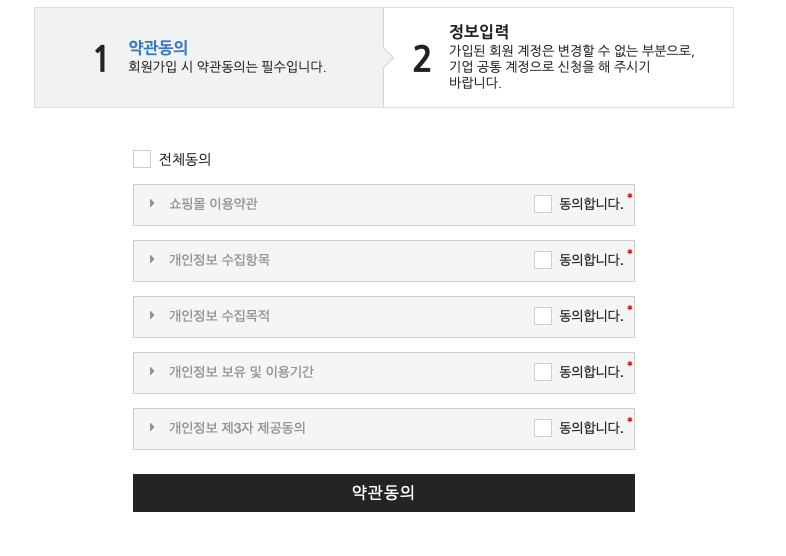 1
약관동의
회원가입 시 약관동의는 필수입니다.
2
정보입력
가입된 회원 계정은 변경할 수 없는 부분으로,
기업 공통 계정으로 신청을 해 주시기
바랍니다.
전체동의
쇼핑몰 이용약관 동의합니다. *
개인정보 수집항목 동의합니다. *
개인정보 수집목적 동의합니다. *
개인정보 보유 및 이용기간 동의합니다. *
개인정보 제3자 제공동의 동의합니다. *
약관동의